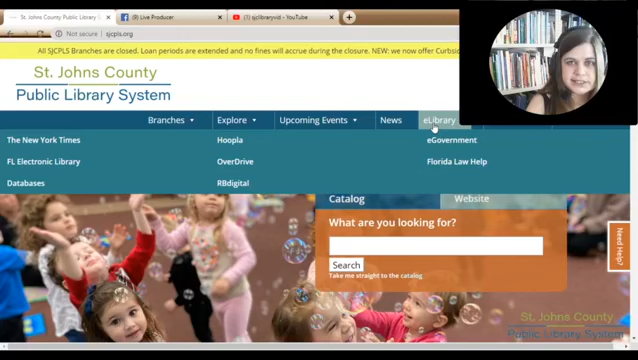 St. Johns County Public Library S
Live Producer
(1) sjclibraryvid - YouTube
Not secure
sjcpls.org
All SJCPLS Branches are closed. Loan periods are extended and no fines will accrue during the closure. NEW: we now offer Curbsi
St. Johns County
Public Library System
Branches
Explore
Upcoming Events
News
eLibrary
The New York Times
Hoopla
eGovernment
FL Electronic Library
OverDrive
Florida Law Help
Databases
RBdigital
Catalog
Website
What are you looking for?
Search
Take me straight to the catalog
Need Help?
St. Johns County
Public Library System